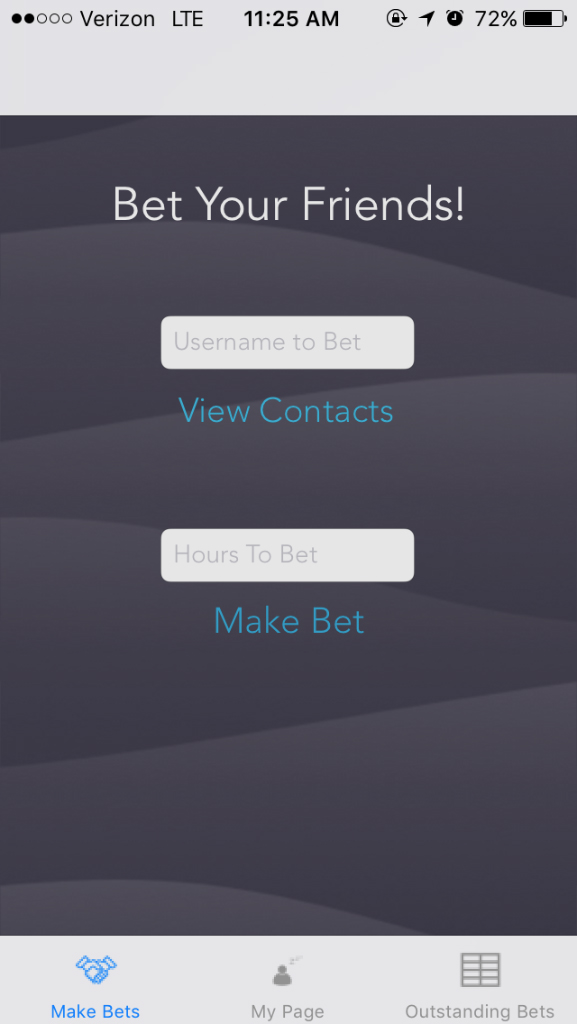 Verizon LTE 11:25 AM 72%
Bet Your Friends!
Username to Bet
View Contacts
Hours To Bet
Make Bet
Make Bets My Page Outstanding Bets